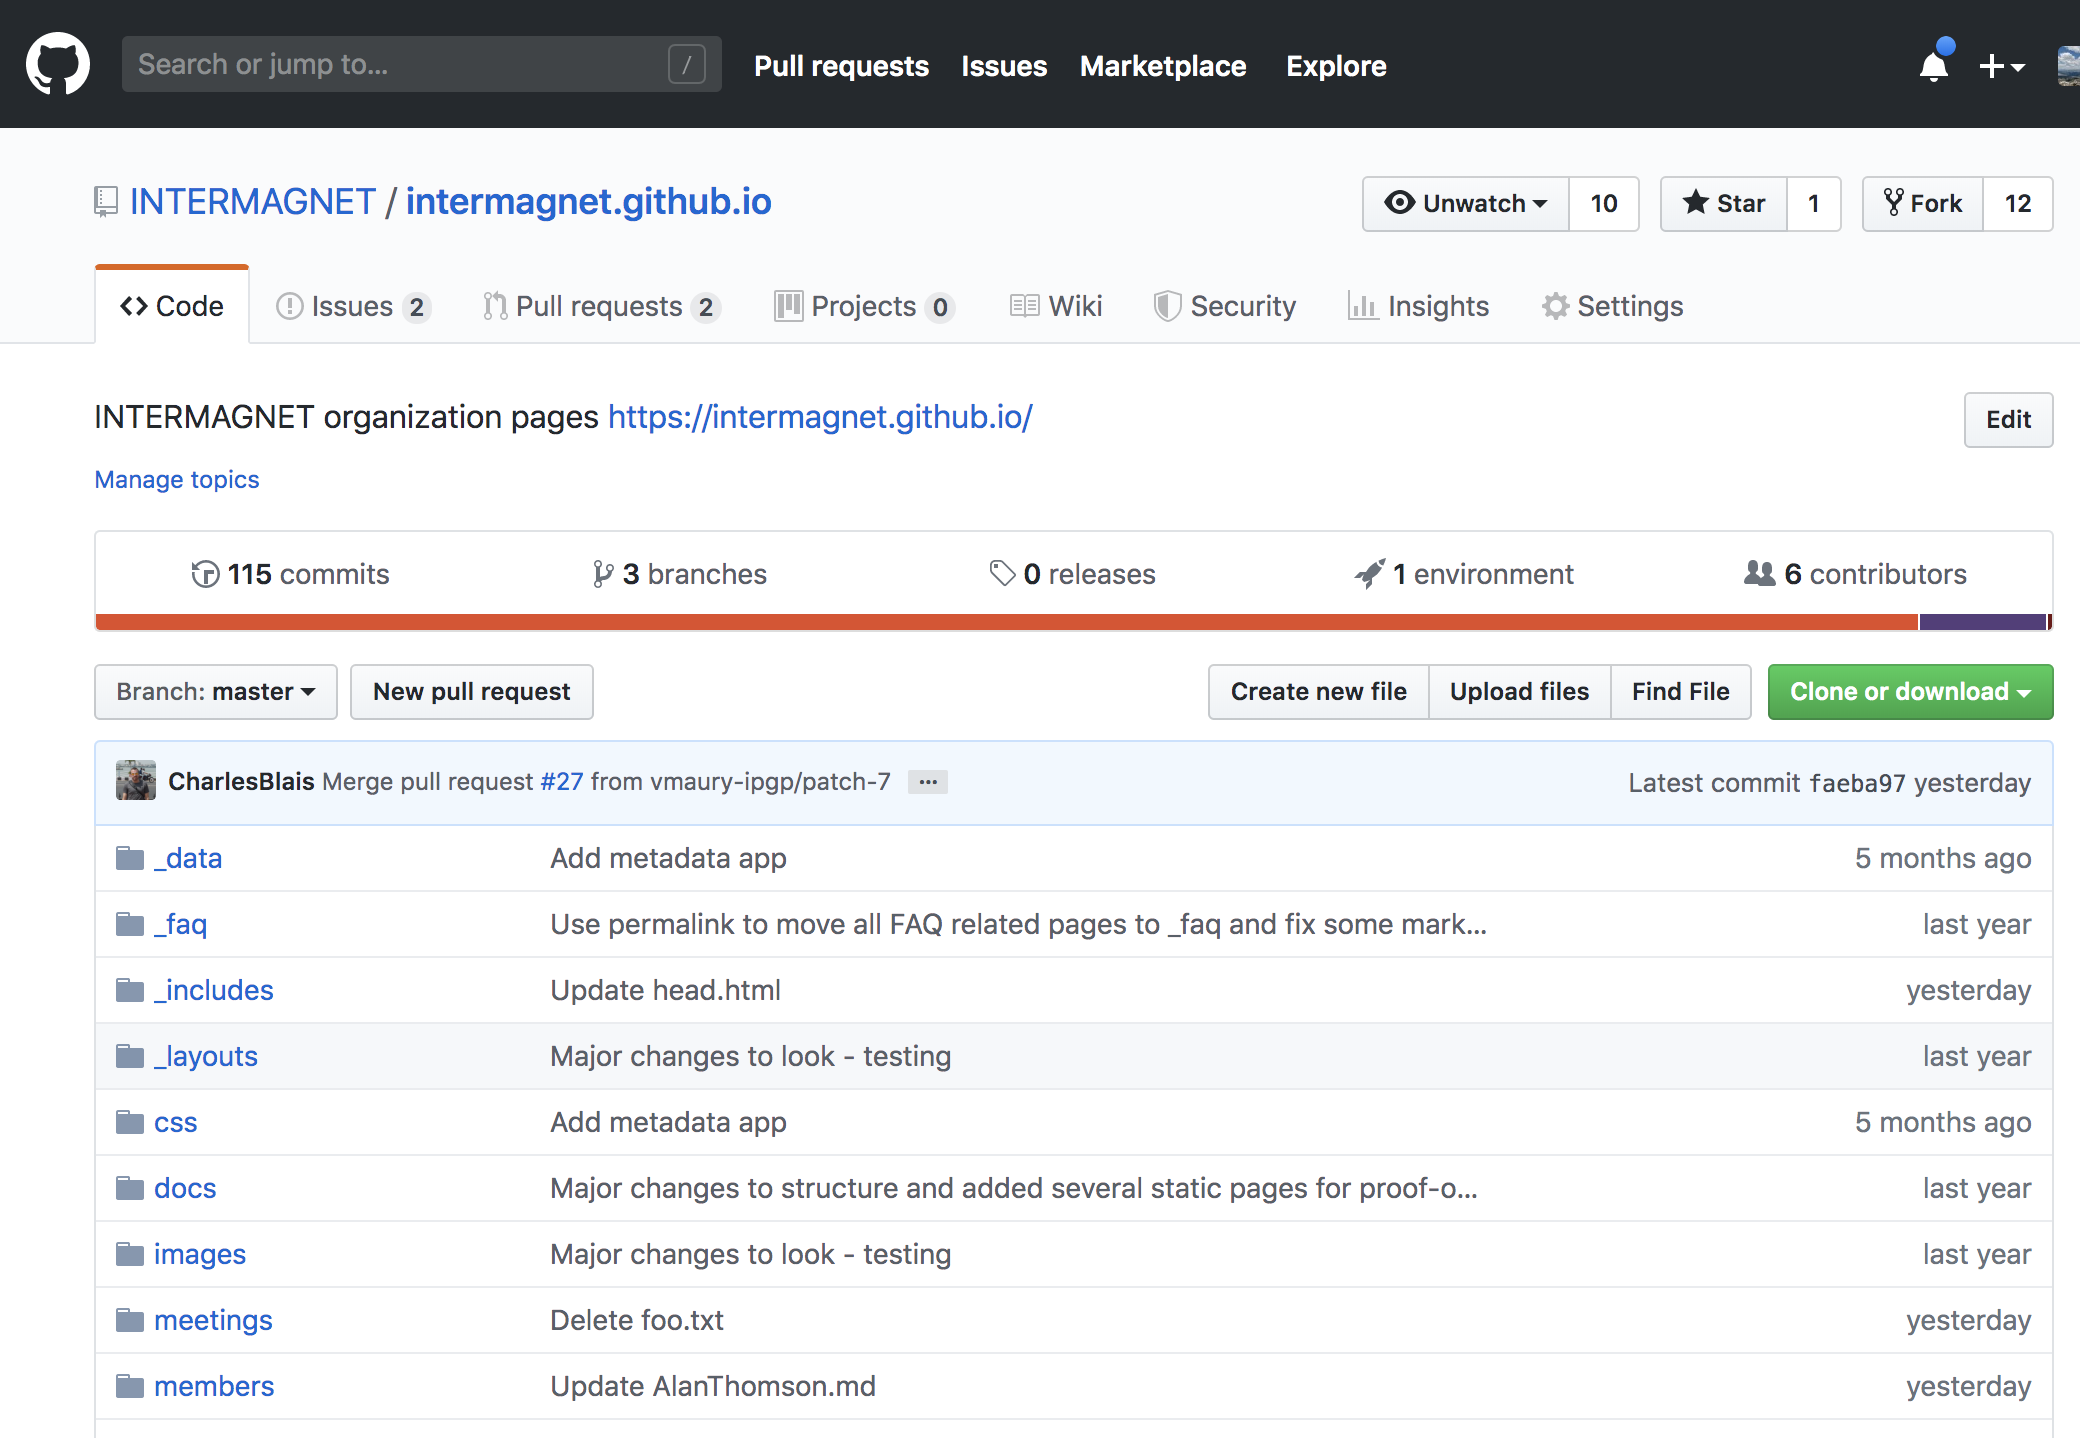 Search or jump to... / Pull requests Issues Marketplace Explore
INTERMAGNET / intermagnet.github.io Unwatch 10 Star 1 Fork 12
Code Issues 2 Pull requests 2 Projects 0 Wiki Security Insights Settings
INTERMAGNET organization pages https://intermagnet.github.io/ Edit
Manage topics
115 commits 3 branches 0 releases 1 environment 6 contributors
Branch: master New pull request Create new file Upload files Find File Clone or download
CharlesBlais Merge pull request #27 from vmaury-ipgp/patch-7 ... Latest commit faeba97 yesterday
_data Add metadata app 5 months ago
_faq Use permalink to move all FAQ related pages to _faq and fix some mark... last year
_includes Update head.html yesterday
_layouts Major changes to look - testing last year
css Add metadata app 5 months ago
docs Major changes to structure and added several static pages for proof-o... last year
images Major changes to look - testing last year
meetings Delete foo.txt yesterday
members Update AlanThomson.md yesterday